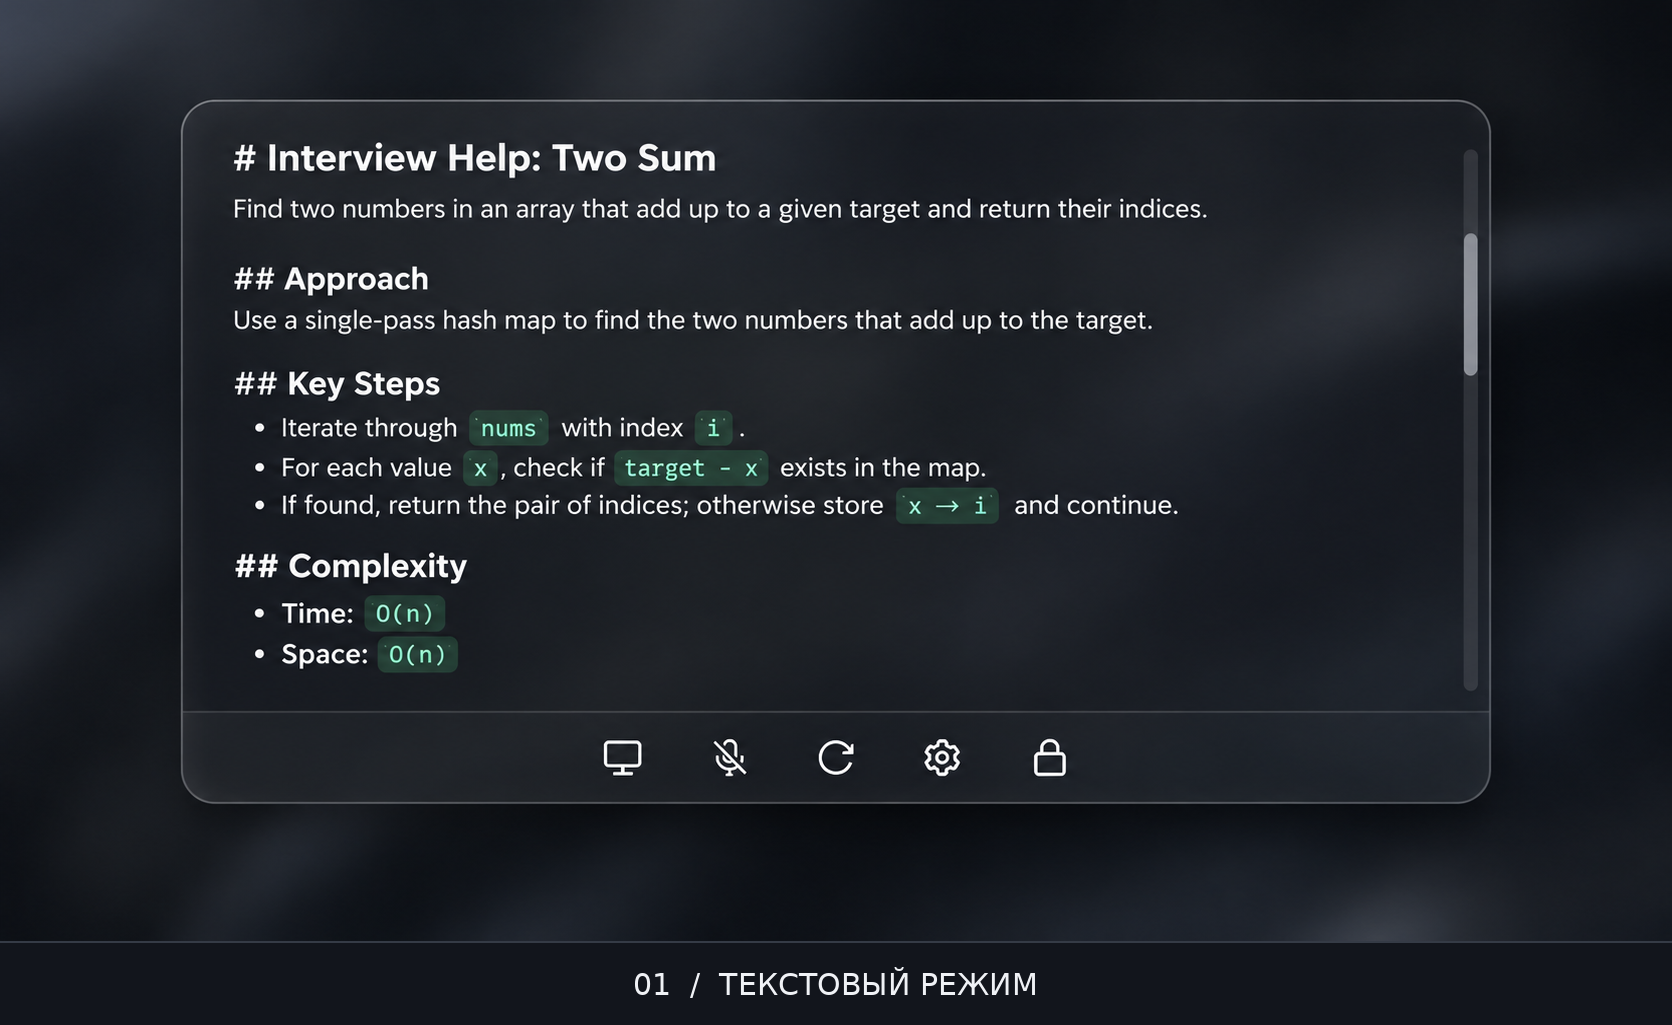 # Interview Help: Two Sum
Find two numbers in an array that add up to a given target and return their indices.
## Approach
Use a single-pass hash map to find the two numbers that add up to the target.
## Key Steps
• Iterate through `nums` with index `i`.
• For each value `x`, check if `target - x` exists in the map.
• If found, return the pair of indices; otherwise store `x → i` and continue.
## Complexity
• Time: `O(n)`
• Space: `O(n)`
01 / ТЕКСТОВЫЙ РЕЖИМ